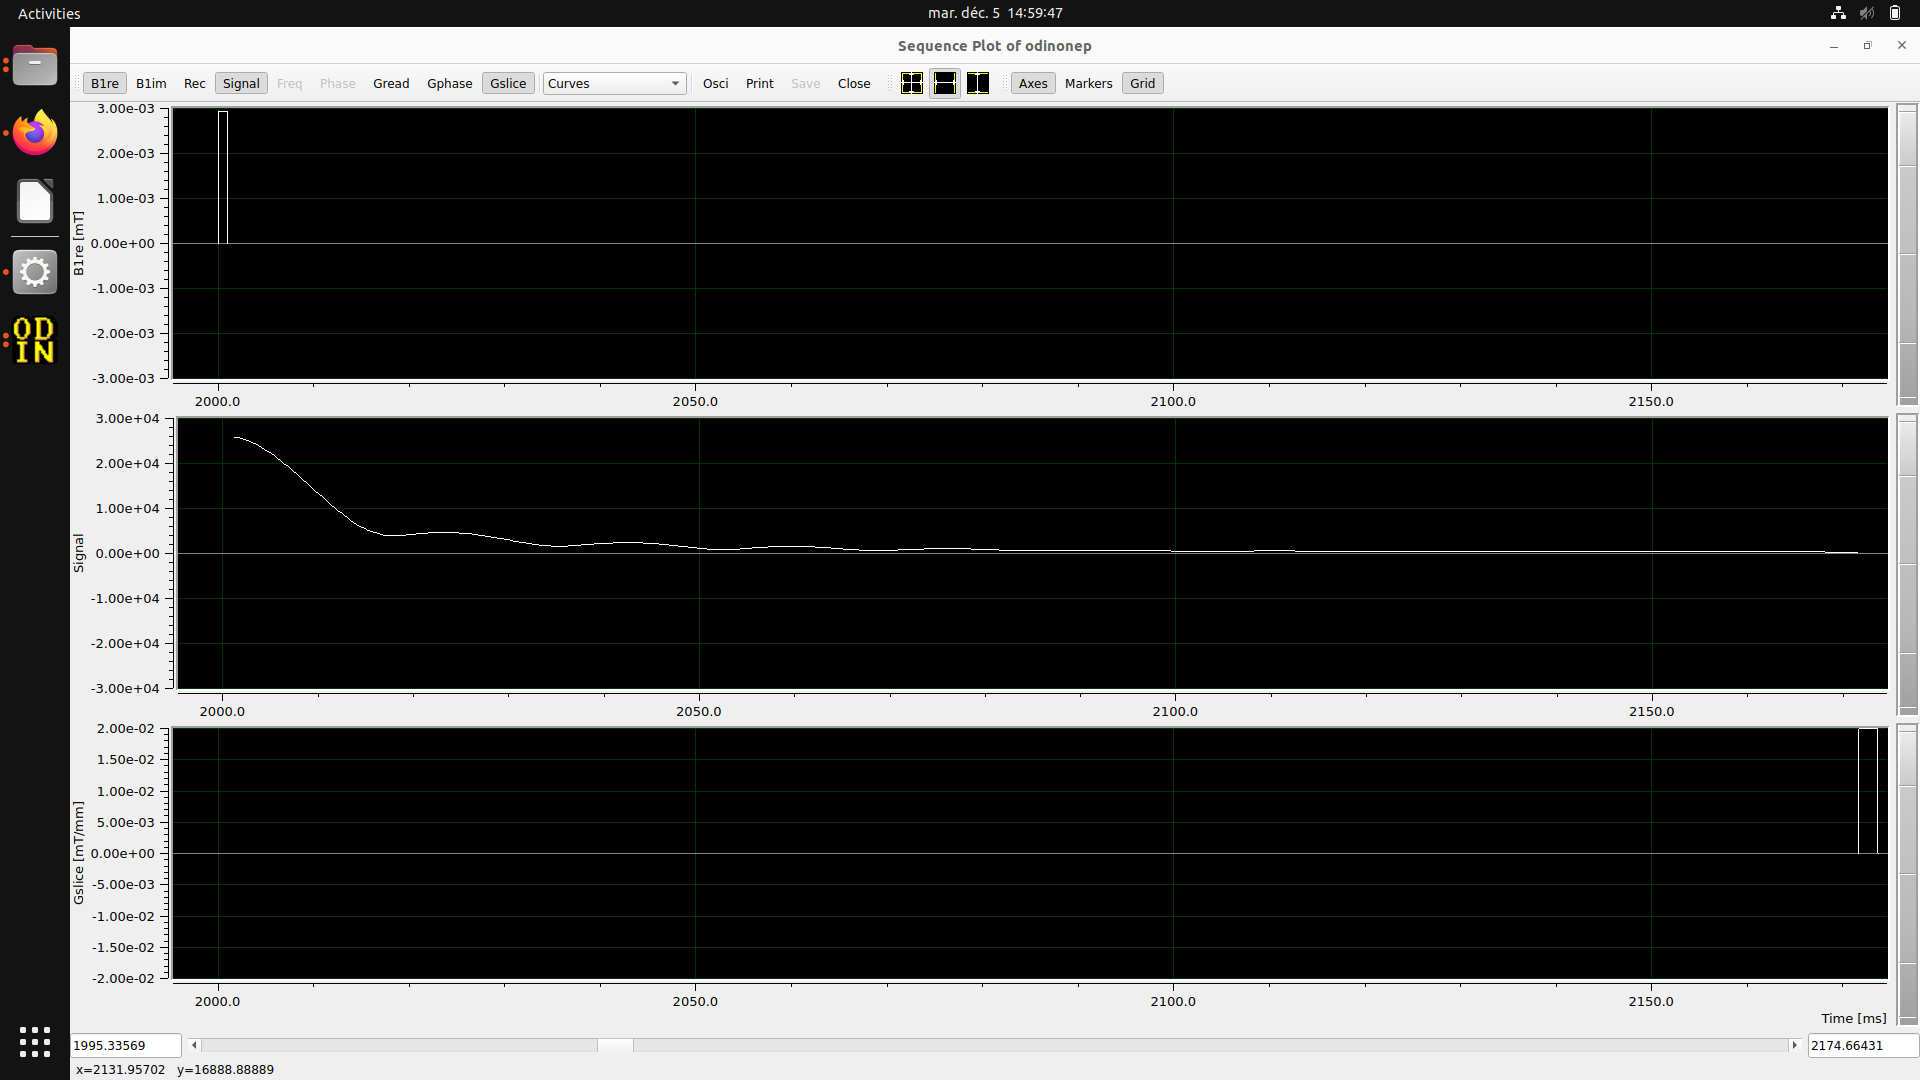 Activities
mar. déc. 5 14:59:47
Sequence Plot of odinonep
B1re B1im Rec Signal Freq Phase Gread Gphase Gslice Curves Osci Print Save Close Axes Markers Grid
OD
IN
B1re [mT]
3.00e-03
2.00e-03
1.00e-03
0.00e+00
-1.00e-03
-2.00e-03
-3.00e-03
2000.0 2050.0 2100.0 2150.0
Signal
3.00e+04
2.00e+04
1.00e+04
0.00e+00
-1.00e+04
-2.00e+04
-3.00e+04
2000.0 2050.0 2100.0 2150.0
Gslice [mT/mm]
2.00e-02
1.50e-02
1.00e-02
5.00e-03
0.00e+00
-5.00e-03
-1.00e-02
-1.50e-02
-2.00e-02
2000.0 2050.0 2100.0 2150.0
Time [ms]
1995.33569 2174.66431
x=2131.95702 y=16888.88889